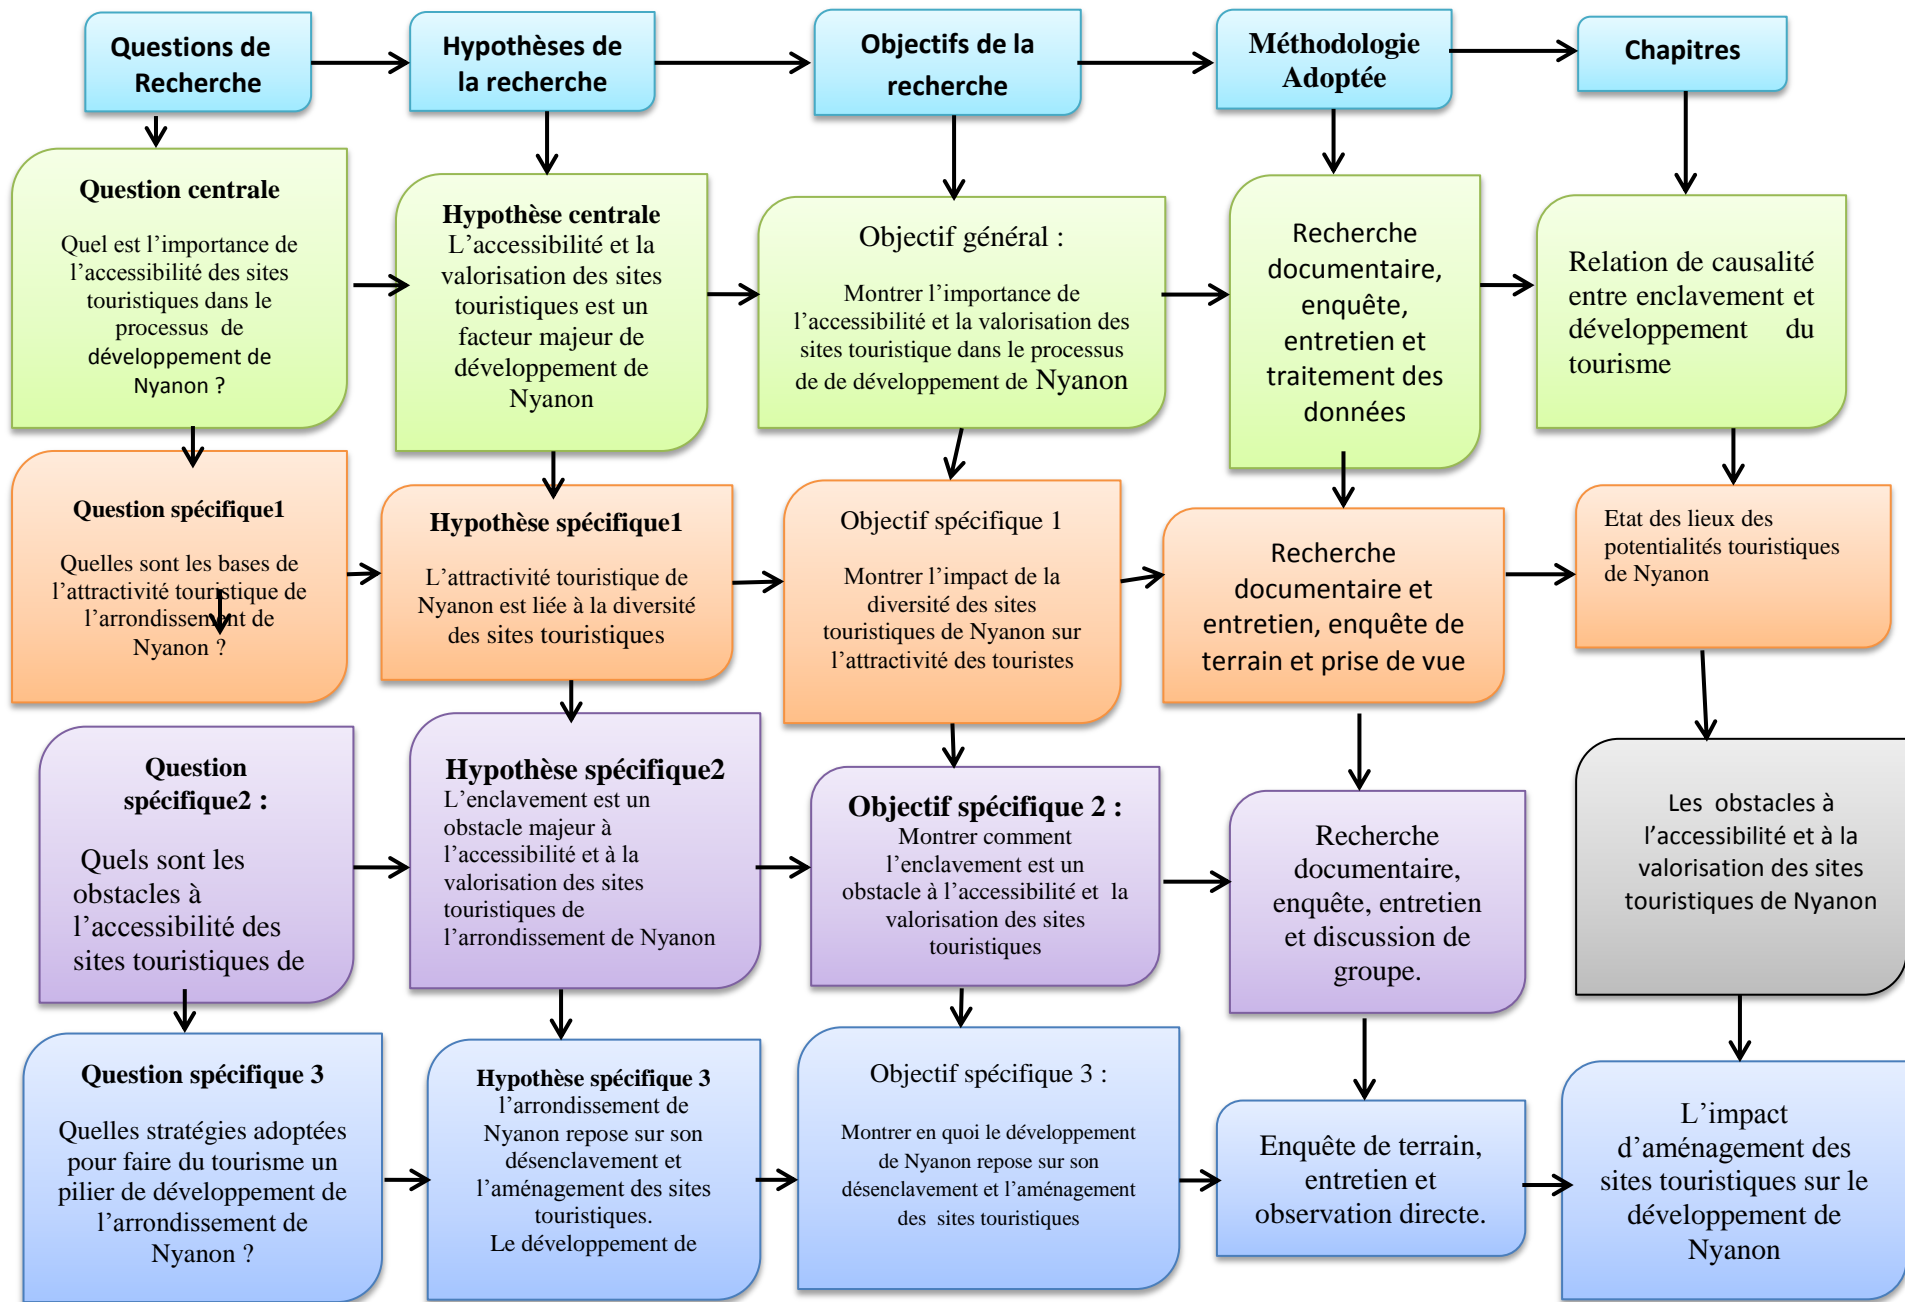 Questions de
Recherche
Hypothèses de
la recherche
Objectifs de la
recherche
Méthodologie
Adoptée
Chapitres
Question centrale
Quel est l’importance de
l’accessibilité des sites
touristiques dans le
processus  de
développement de
Nyanon ?
Hypothèse centrale
L’accessibilité et la
valorisation des sites
touristiques est un
facteur majeur de
développement de
Nyanon
Objectif général :
Montrer l’importance de
l’accessibilité et la valorisation des
sites touristique dans le processus
de de développement de Nyanon
Recherche
documentaire,
enquête,
entretien et
traitement des
données
Relation de causalité
entre enclavement et
développement du
tourisme
Question spécifique1
Quelles sont les bases de
l’attractivité touristique de
l’arrondissement de
Nyanon ?
Hypothèse spécifique1
L’attractivité touristique de
Nyanon est liée à la diversité
des sites touristiques
Objectif spécifique 1
Montrer l’impact de la
diversité des sites
touristiques de Nyanon sur
l’attractivité des touristes
Recherche
documentaire et
entretien, enquête de
terrain et prise de vue
Etat des lieux des
potentialités touristiques
de Nyanon
Question
spécifique2 :
Quels sont les
obstacles à
l’accessibilité des
sites touristiques de
Hypothèse spécifique2
L’enclavement est un
obstacle majeur à
l’accessibilité et à la
valorisation des sites
touristiques de
l’arrondissement de Nyanon
Objectif spécifique 2 :
Montrer comment
l’enclavement est un
obstacle à l’accessibilité et  la
valorisation des sites
touristiques
Recherche
documentaire,
enquête, entretien
et discussion de
groupe.
Les  obstacles à
l’accessibilité et à la
valorisation des sites
touristiques de Nyanon
Question spécifique 3
Quelles stratégies adoptées
pour faire du tourisme un
pilier de développement de
l’arrondissement de
Nyanon ?
Hypothèse spécifique 3
l’arrondissement de
Nyanon repose sur son
désenclavement et
l’aménagement des sites
touristiques.
Le développement de
Objectif spécifique 3 :
Montrer en quoi le développement
de Nyanon repose sur son
désenclavement et l’aménagement
des  sites touristiques
Enquête de terrain,
entretien et
observation directe.
L’impact
d’aménagement des
sites touristiques sur le
développement de
Nyanon